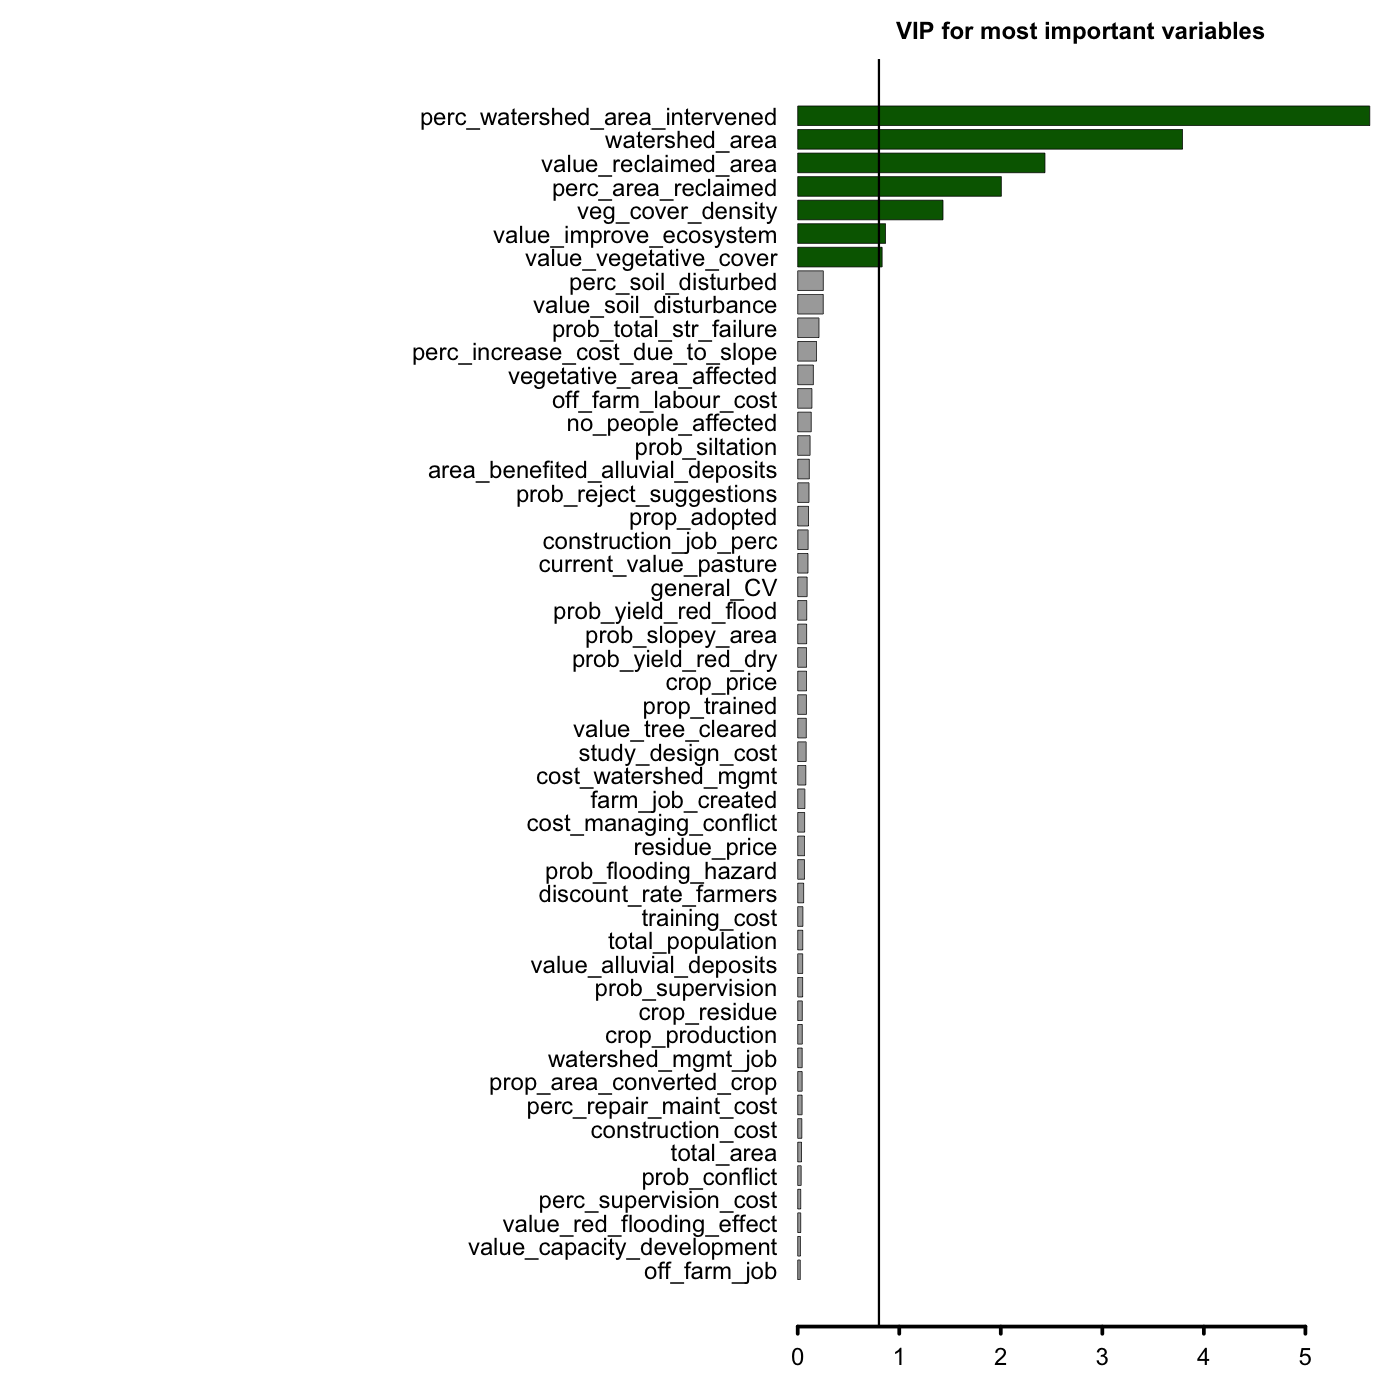 VIP for most important variables
perc_watershed_area_intervened
watershed_area
value_reclaimed_area
perc_area_reclaimed
veg_cover_density
value_improve_ecosystem
value_vegetative_cover
perc_soil_disturbed
value_soil_disturbance
prob_total_str_failure
perc_increase_cost_due_to_slope
vegetative_area_affected
off_farm_labour_cost
no_people_affected
prob_siltation
area_benefited_alluvial_deposits
prob_reject_suggestions
prop_adopted
construction_job_perc
current_value_pasture
general_CV
prob_yield_red_flood
prob_slopey_area
prob_yield_red_dry
crop_price
prop_trained
value_tree_cleared
study_design_cost
cost_watershed_mgmt
farm_job_created
cost_managing_conflict
residue_price
prob_flooding_hazard
discount_rate_farmers
training_cost
total_population
value_alluvial_deposits
prob_supervision
crop_residue
crop_production
watershed_mgmt_job
prop_area_converted_crop
perc_repair_maint_cost
construction_cost
total_area
prob_conflict
perc_supervision_cost
value_red_flooding_effect
value_capacity_development
off_farm_job
0 1 2 3 4 5